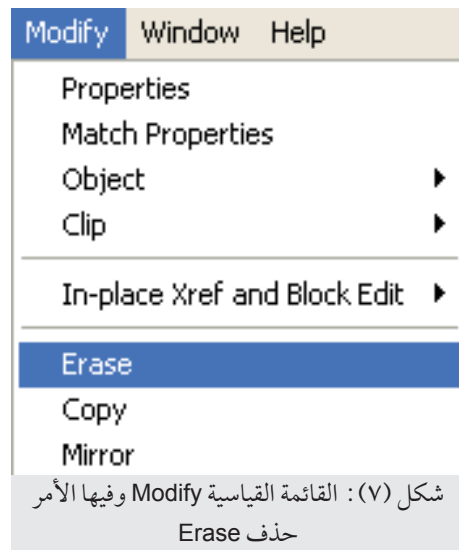 Modify Window Help
Properties
Match Properties
Object
Clip
In-place Xref and Block Edit
Erase
Copy
Mirror
شكل (٧): القائمة القياسية Modify وفيها الأمر
حذف Erase